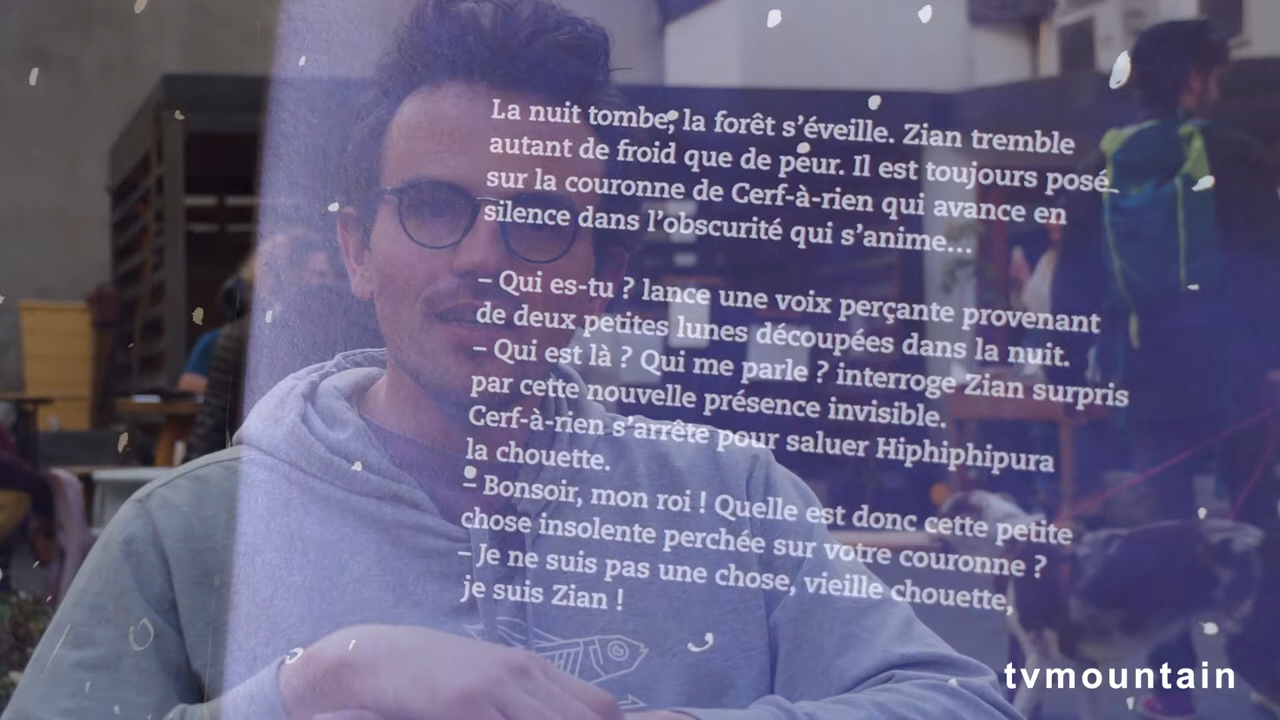 La nuit tombe, la forêt s’éveille. Zian tremble
autant de froid que de peur. Il est toujours posé
sur la couronne de Cerf-à-rien qui avance en
silence dans l’obscurité qui s’anime...
– Qui es-tu ? lance une voix perçante provenant
de deux petites lunes découpées dans la nuit.
– Qui est là ? Qui me parle ? interroge Zian surpris
par cette nouvelle présence invisible.
Cerf-à-rien s’arrête pour saluer Hiphiphipura
la chouette.
– Bonsoir, mon roi ! Quelle est donc cette petite
chose insolente perchée sur votre couronne ?
– Je ne suis pas une chose, vieille chouette,
je suis Zian !
tvmountain